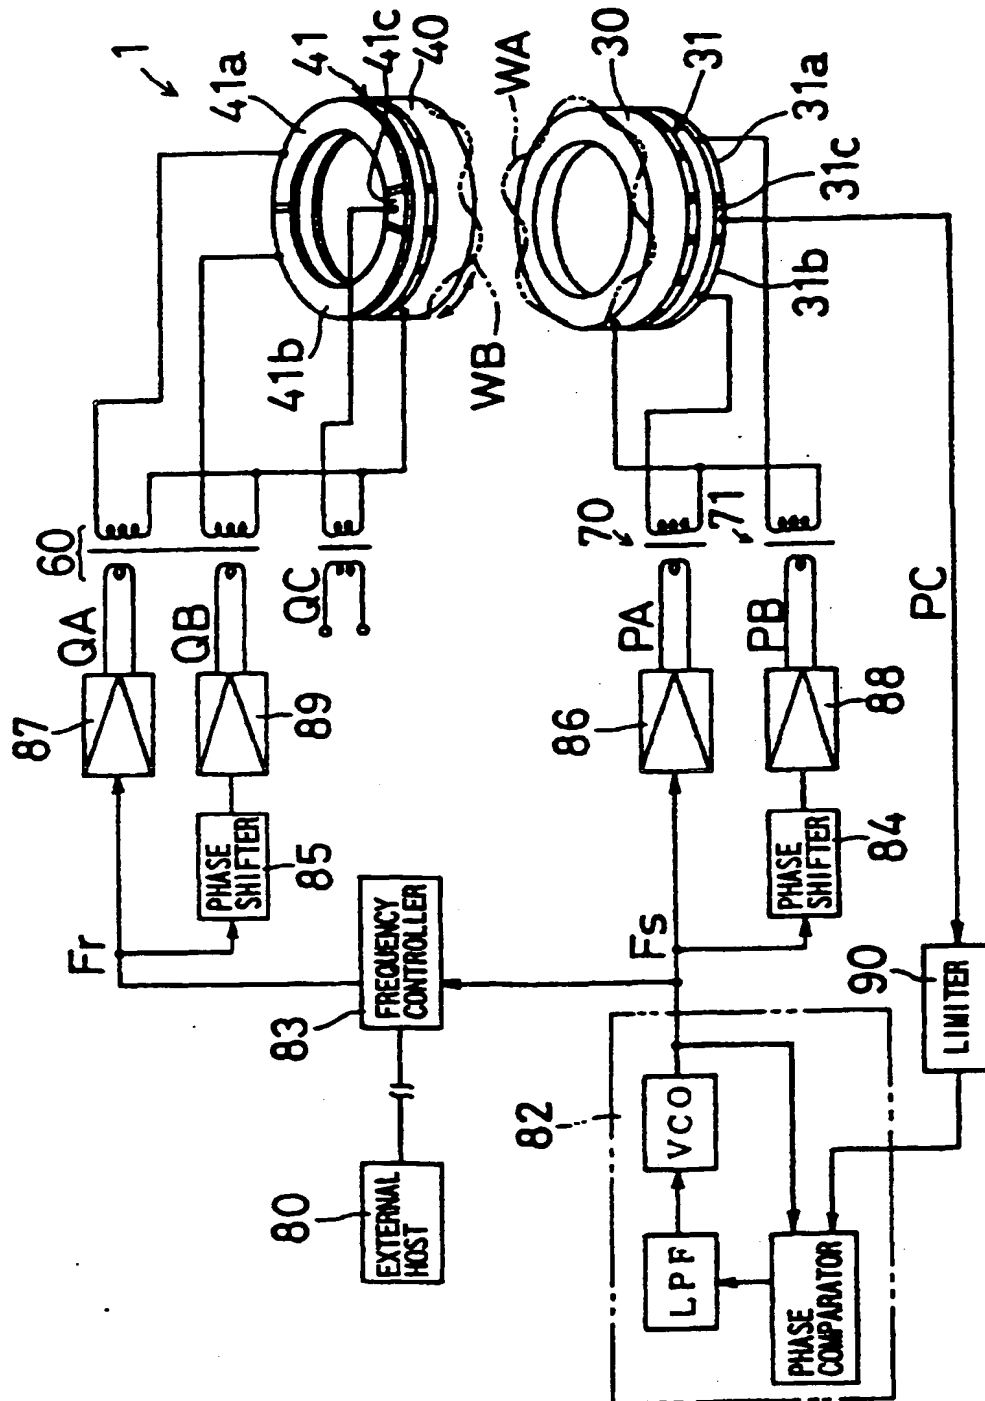 1
41a
41
41c
40
41b
WB
WA
30
31
31a
31c
31b
60
QA
QB
QC
70
71
PA
PB
PC
87
89
86
88
PHASE
SHIFTER
85
PHASE
SHIFTER
84
Fr
Fs
FREQUENCY
CONTROLLER
83
90
LIMITER
82
VCO
LPF
PHASE
COMPARATOR
80
EXTERNAL
HOST